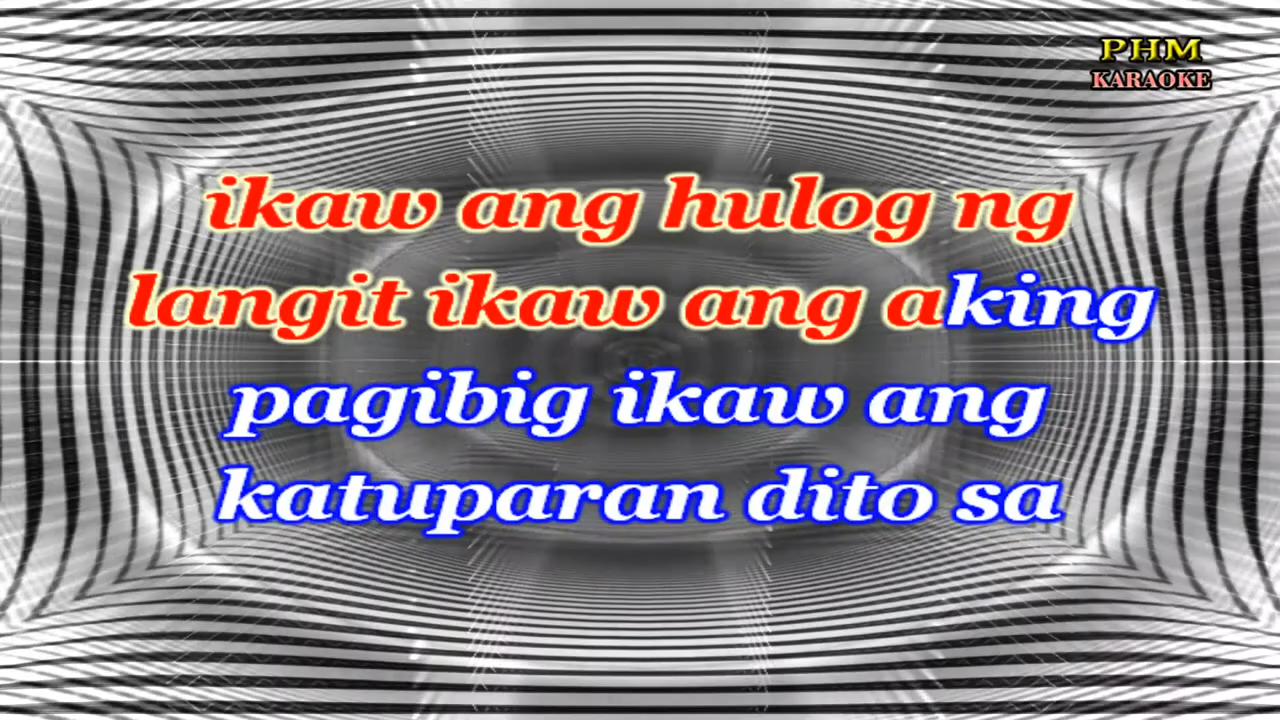 PHM
KARAOKE
ikaw ang hulog ng
langit ikaw ang aking
pagibig ikaw ang
katuparan dito sa